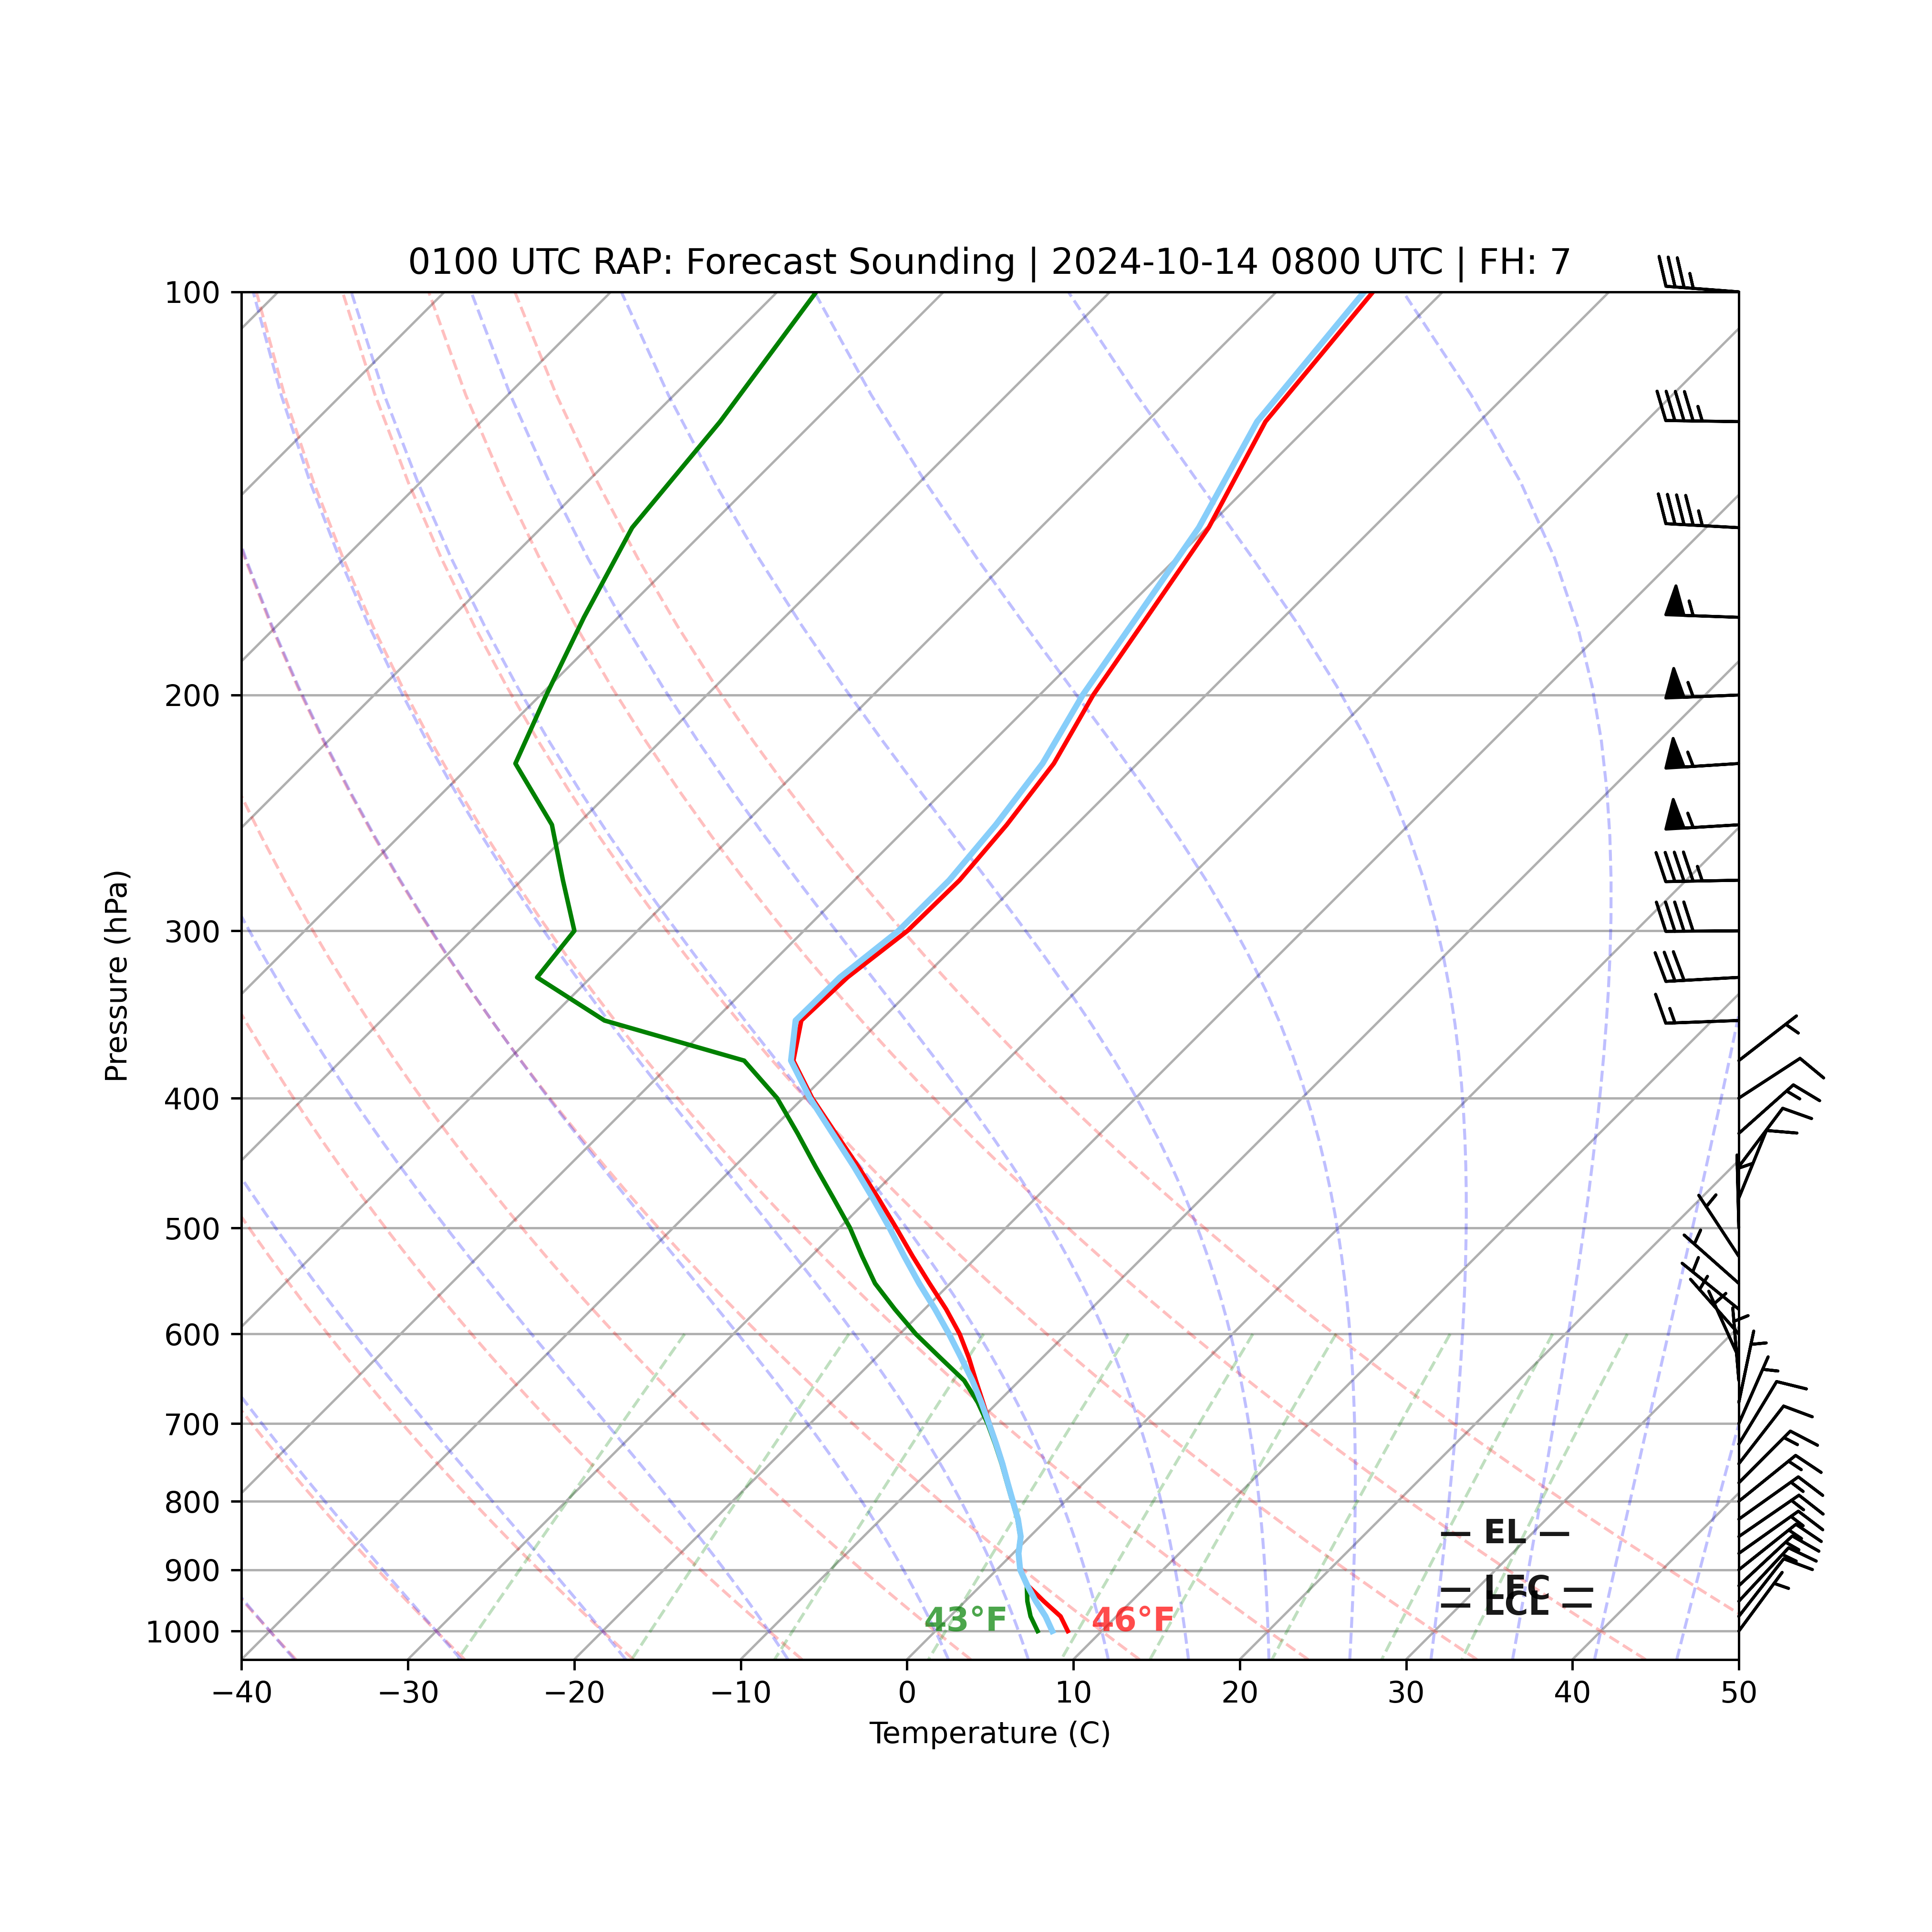 0100 UTC RAP: Forecast Sounding | 2024-10-14 0800 UTC | FH: 7
100
200
300
400
500
600
700
800
900
1000
Pressure (hPa)
— EL —
— LFC —
— LCL —
43°F
46°F
−40
−30
−20
−10
0
10
20
30
40
50
Temperature (C)